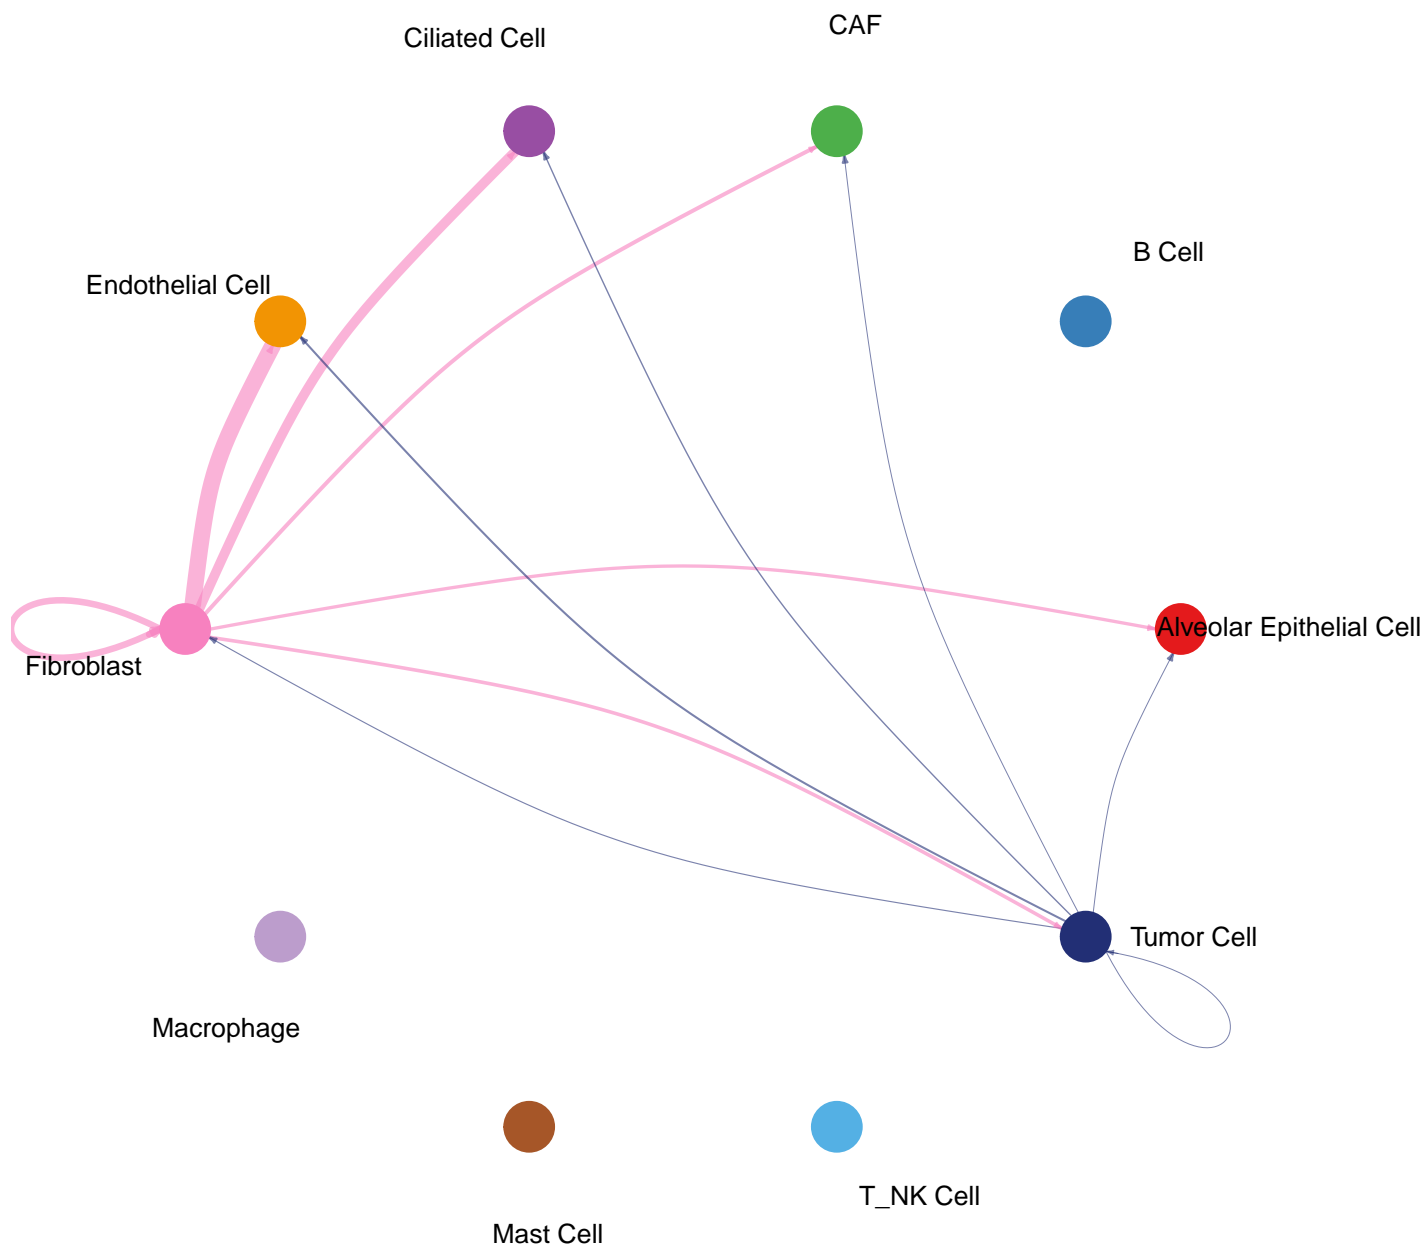 CAF
Ciliated Cell
B Cell
Endothelial Cell
Alveolar Epithelial Cell
Fibroblast
Tumor Cell
Macrophage
T_NK Cell
Mast Cell